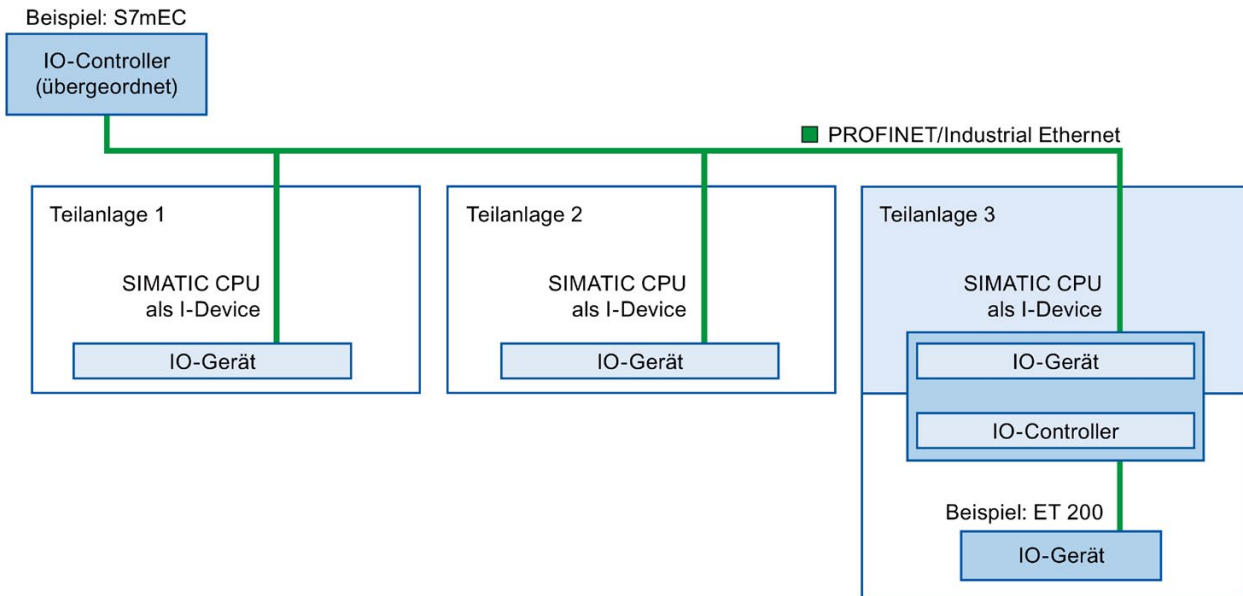 Beispiel: S7mEC
IO-Controller
(übergeordnet)
PROFINET/Industrial Ethernet
Teilanlage 1
SIMATIC CPU
als I-Device
IO-Gerät
Teilanlage 2
SIMATIC CPU
als I-Device
IO-Gerät
Teilanlage 3
SIMATIC CPU
als I-Device
IO-Gerät
IO-Controller
Beispiel: ET 200
IO-Gerät